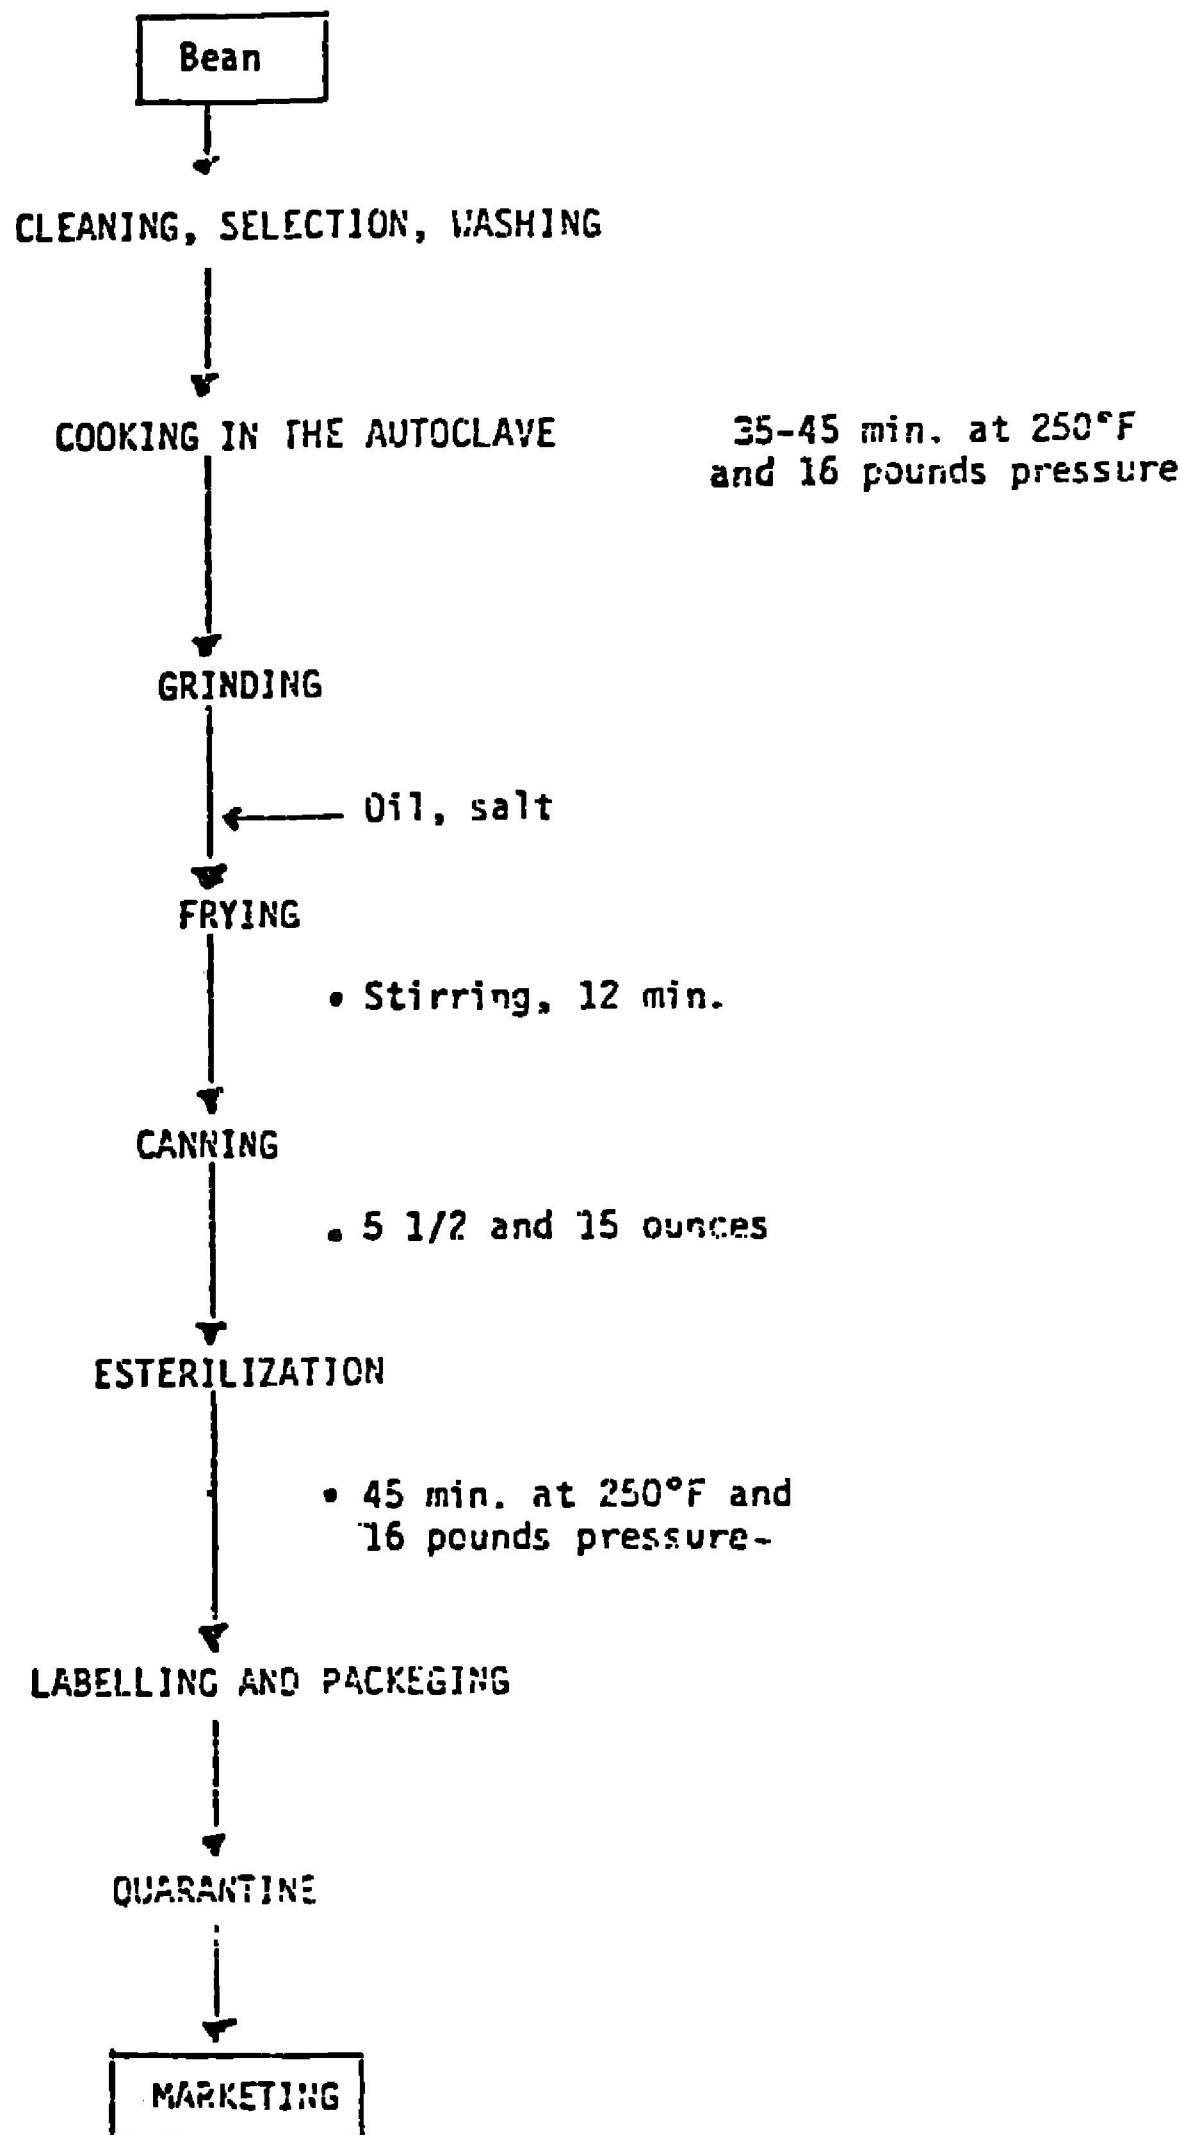 Bean
CLEANING, SELECTION, WASHING
COOKING IN THE AUTOCLAVE
35-45 min. at 250°F
and 16 pounds pressure
GRINDING
Oil, salt
FRYING
• Stirring, 12 min.
CANNING
• 5 1/2 and 15 ounces
ESTERILIZATION
• 45 min. at 250°F and
16 pounds pressure-
LABELLING AND PACKEGING
QUARANTINE
MARKETING